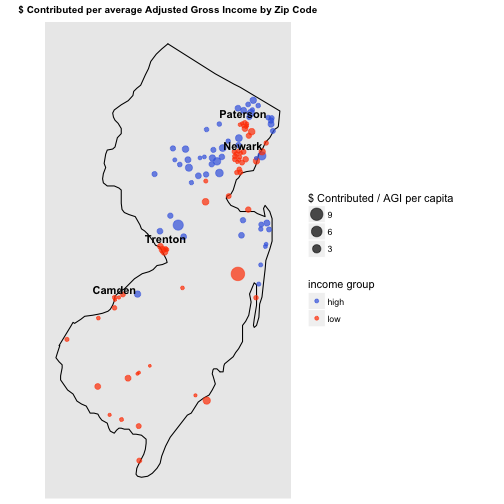 $ Contributed per average Adjusted Gross Income by Zip Code
Paterson
Newark
Trenton
Camden
$ Contributed / AGI per capita
9
6
3
income group
high
low